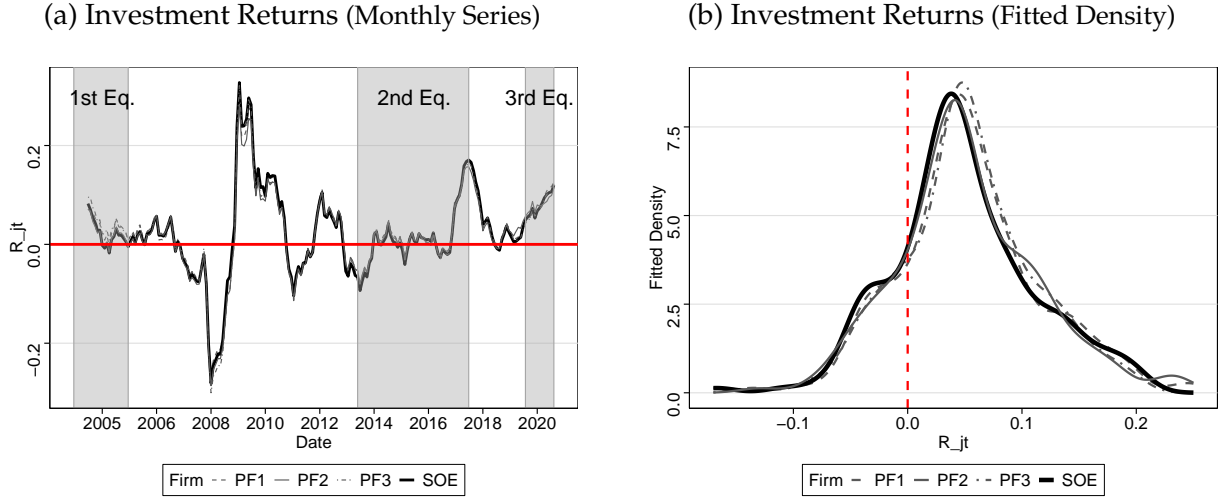 (a) Investment Returns (Monthly Series)
1st Eq. 2nd Eq. 3rd Eq.
R_jt
0.2
0.0
−0.2
2005 2006 2008 2010 2012 2014 2016 2018 2020
Date
Firm PF1 PF2 PF3 SOE
(b) Investment Returns (Fitted Density)
Fitted Density
7.5
5.0
2.5
0.0
−0.1 0.0 0.1 0.2
R_jt
Firm PF1 PF2 PF3 SOE